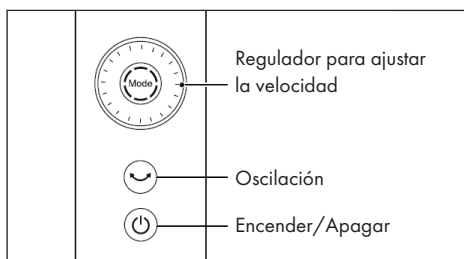 Mode
Regulador para ajustar
la velocidad
Oscilación
Encender/Apagar